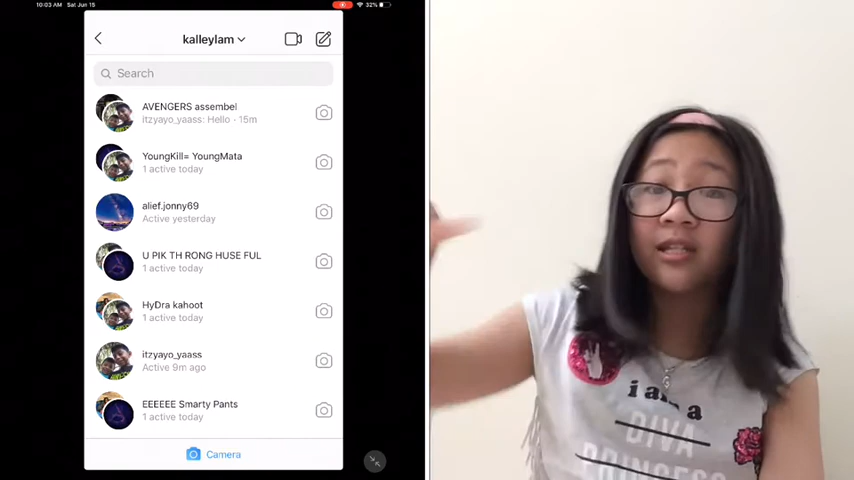 10:03 AM Sat Jun 15
32%
kalleylam
Search
AVENGERS assembel
itzyayo_yaass: Hello · 15m
YoungKill= YoungMata
1 active today
alief.jonny69
Active yesterday
U PIK TH RONG HUSE FUL
1 active today
HyDra kahoot
1 active today
itzyayo_yaass
Active 9m ago
EEEEEE Smarty Pants
1 active today
Camera
i am a
DIVA
PRINCESS